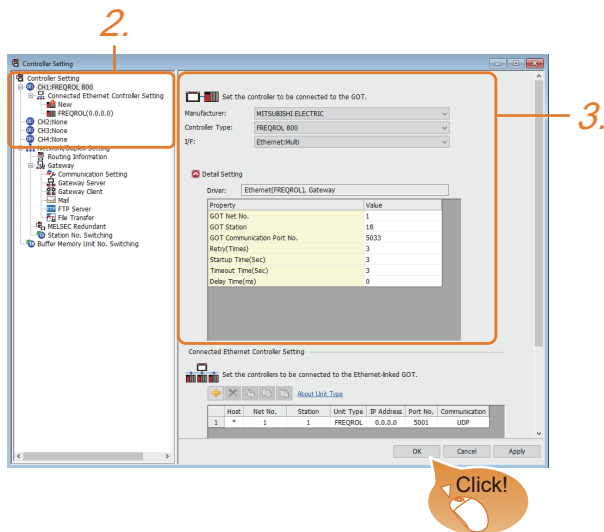 2.
Controller Setting
Controller Setting
CH1:FREQROL 800
Connected Ethernet Controller Setting
New
FREQROL(0.0.0.0)
CH2:None
CH3:None
CH4:None
Network/Duplex Setting
Routing Information
Gateway
Communication Setting
Gateway Server
Gateway Client
Mail
FTP Server
File Transfer
MELSEC Redundant
Station No. Switching
Buffer Memory Unit No. Switching
Set the controller to be connected to the GOT.
Manufacturer: MITSUBISHI ELECTRIC
Controller Type: FREQROL 800
I/F: Ethernet:Multi
3.
Detail Setting
Driver: Ethernet(FREQROL), Gateway
Property Value
GOT Net No. 1
GOT Station 18
GOT Communication Port No. 5033
Retry(Times) 3
Startup Time(Sec) 3
Timeout Time(Sec) 3
Delay Time(ms) 0
Connected Ethernet Controller Setting
Set the controllers to be connected to the Ethernet-linked GOT.
About Unit Type
Host Net No. Station Unit Type IP Address Port No. Communication
1 * 1 1 FREQROL 0.0.0.0 5001 UDP
OK Cancel Apply
Click!